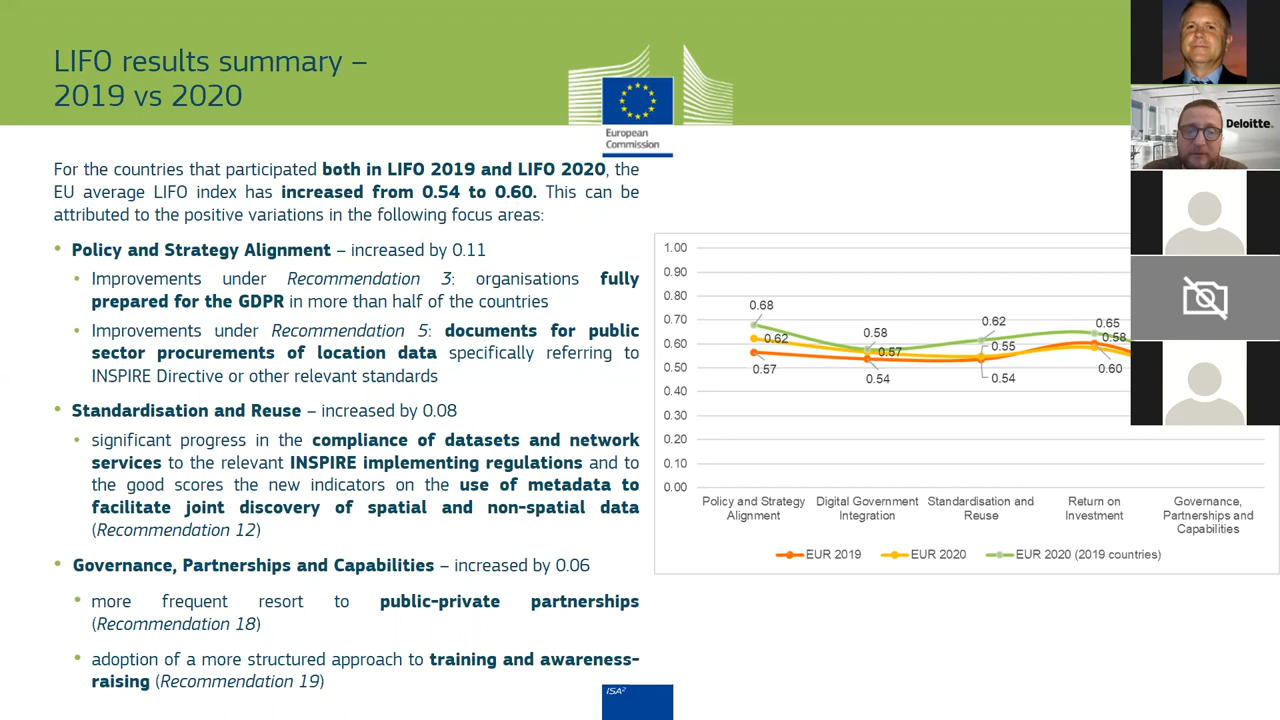 LIFO results summary –
2019 vs 2020
European
Commission
Deloitte.
For the countries that participated both in LIFO 2019 and LIFO 2020, the
EU average LIFO index has increased from 0.54 to 0.60. This can be
attributed to the positive variations in the following focus areas:
• Policy and Strategy Alignment – increased by 0.11
• Improvements under Recommendation 3: organisations fully
prepared for the GDPR in more than half of the countries
• Improvements under Recommendation 5: documents for public
sector procurements of location data specifically referring to
INSPIRE Directive or other relevant standards
• Standardisation and Reuse – increased by 0.08
• significant progress in the compliance of datasets and network
services to the relevant INSPIRE implementing regulations and to
the good scores the new indicators on the use of metadata to
facilitate joint discovery of spatial and non-spatial data
(Recommendation 12)
• Governance, Partnerships and Capabilities – increased by 0.06
• more frequent resort to public-private partnerships
(Recommendation 18)
• adoption of a more structured approach to training and awareness-
raising (Recommendation 19)
1.00
0.90
0.80
0.70
0.60
0.50
0.40
0.30
0.20
0.10
0.00
0.68
0.62
0.57
0.58
0.57
0.54
0.62
0.55
0.54
0.65
0.58
0.60
Policy and Strategy
Alignment
Digital Government
Integration
Standardisation and
Reuse
Return on
Investment
Governance,
Partnerships and
Capabilities
EUR 2019
EUR 2020
EUR 2020 (2019 countries)
ISA²